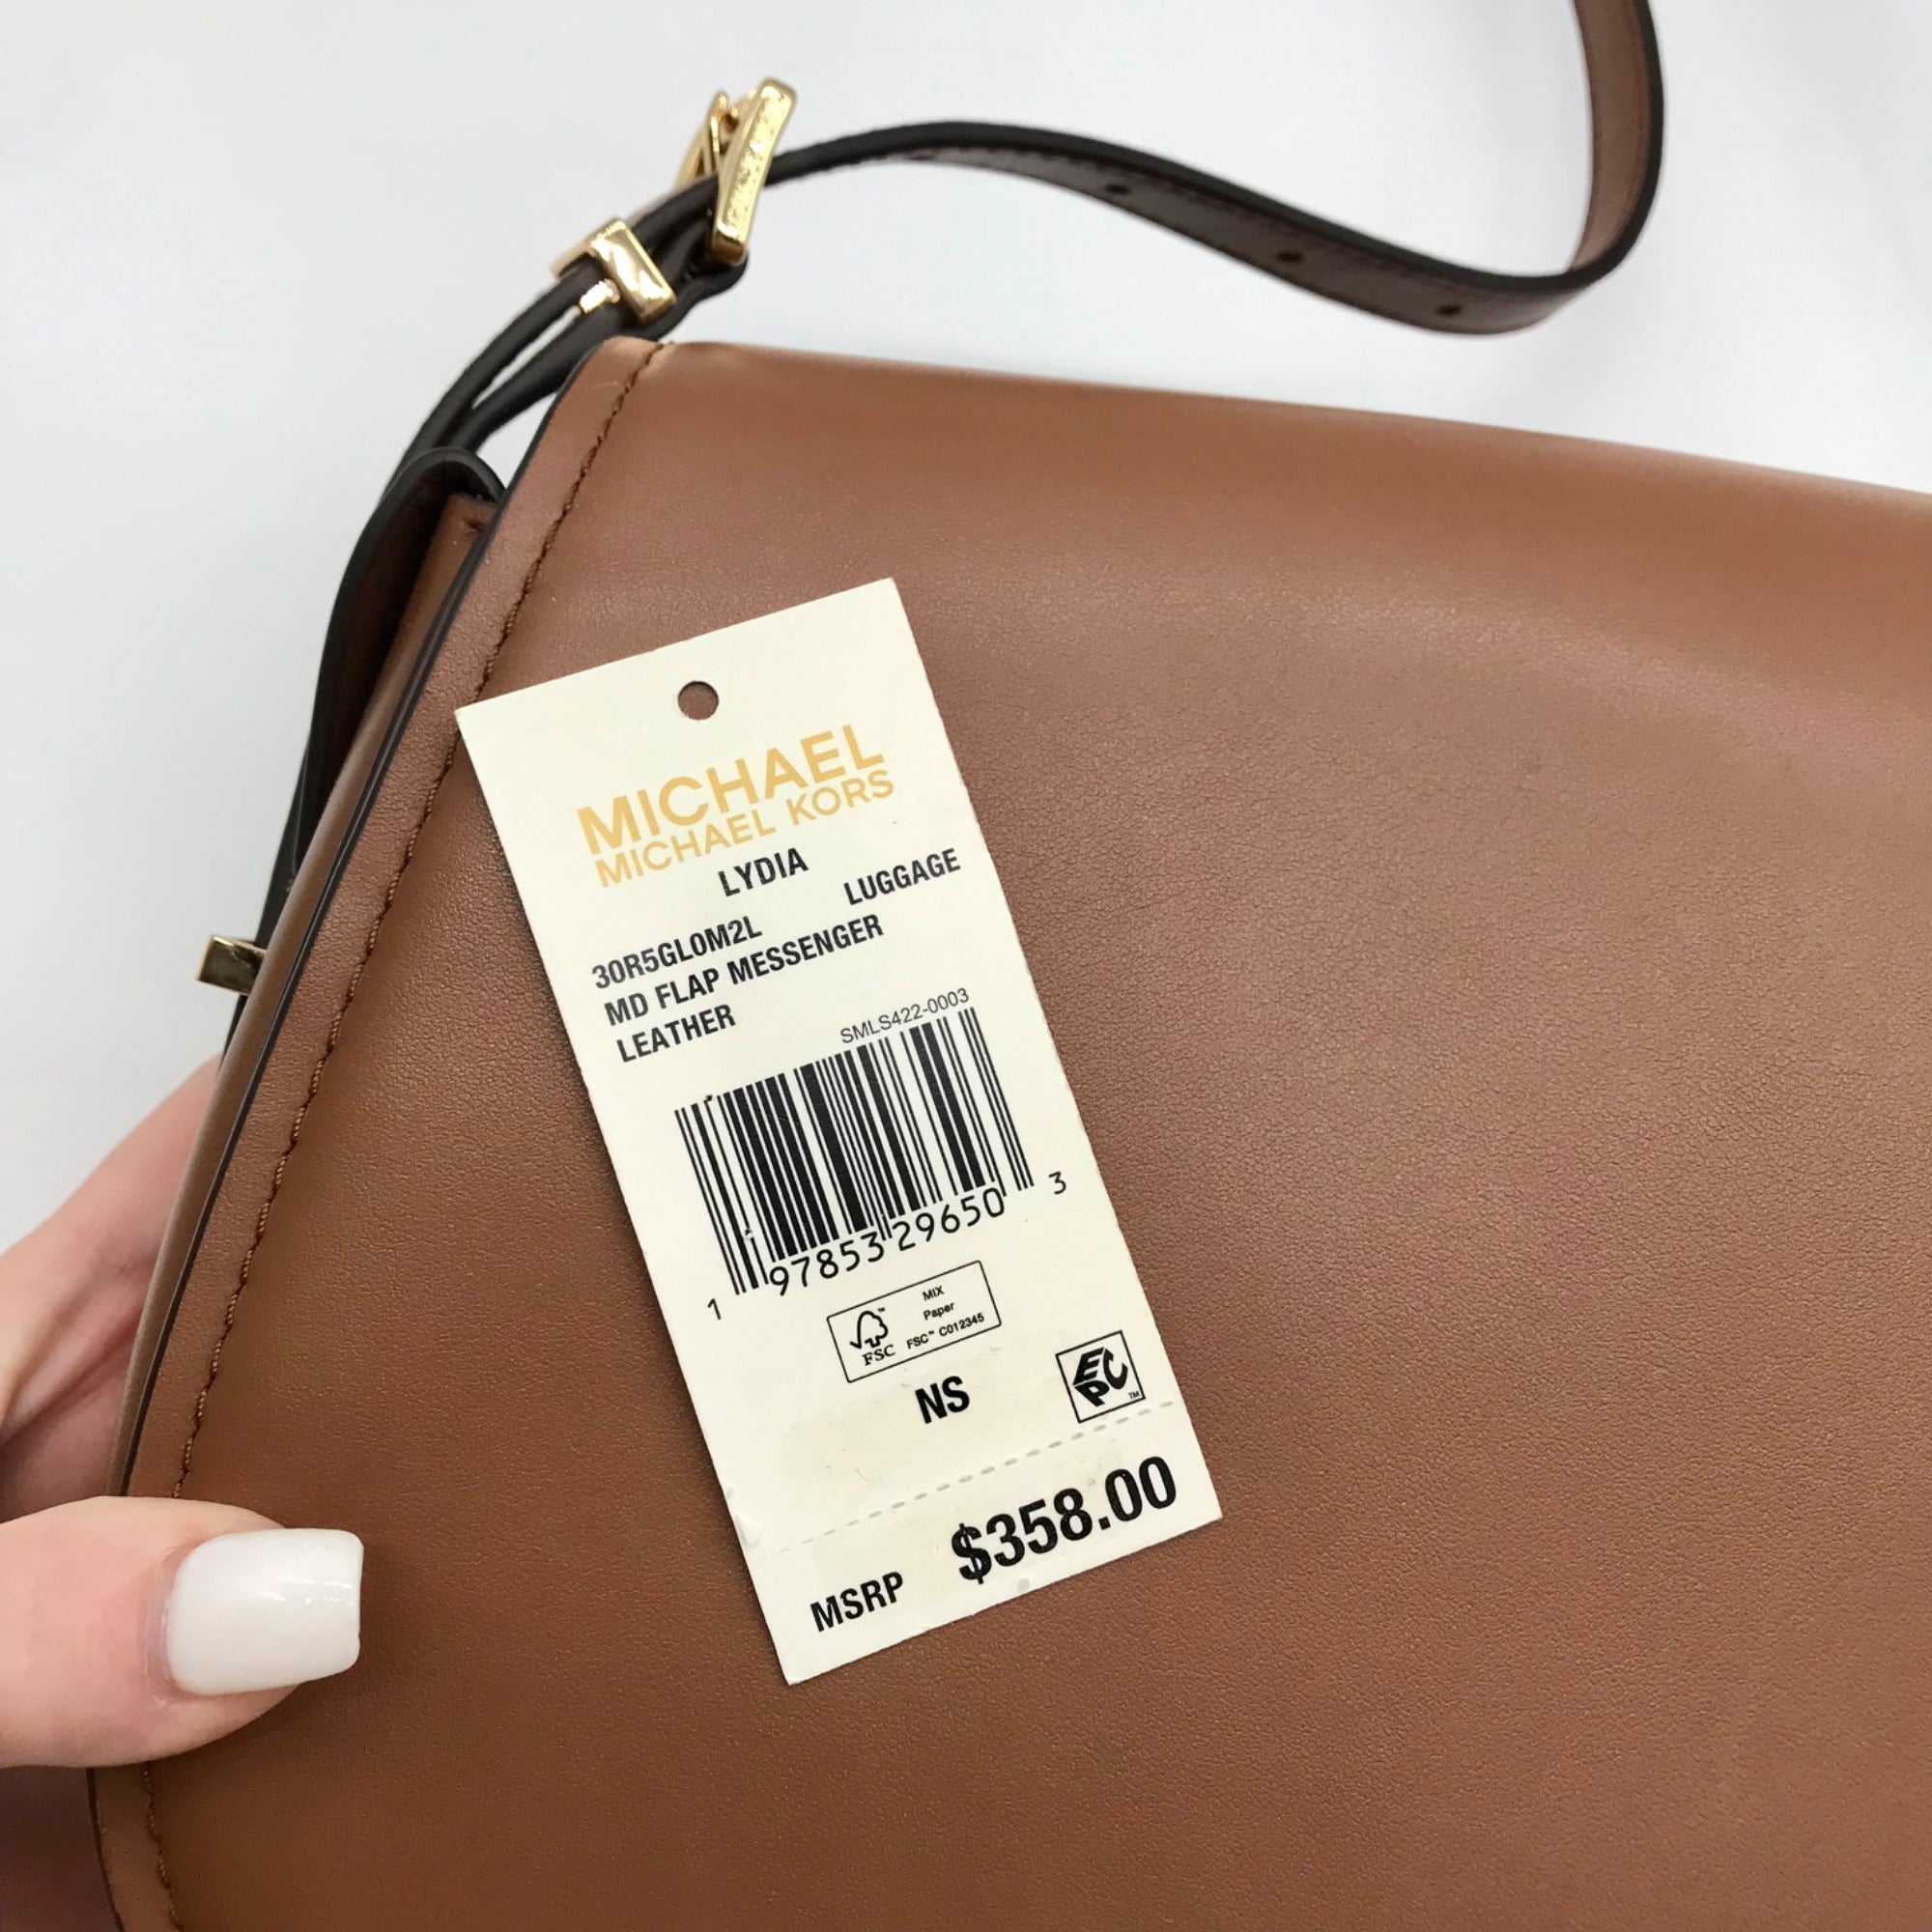 MICHAEL
MICHAEL KORS
LYDIA
30R5GL0M2L LUGGAGE
MD FLAP MESSENGER
LEATHER
SMLS422-0003
1 97853 29650 3
FSC
MIX
Paper
FSC™ C012345
NS
EPC™
MSRP $358.00